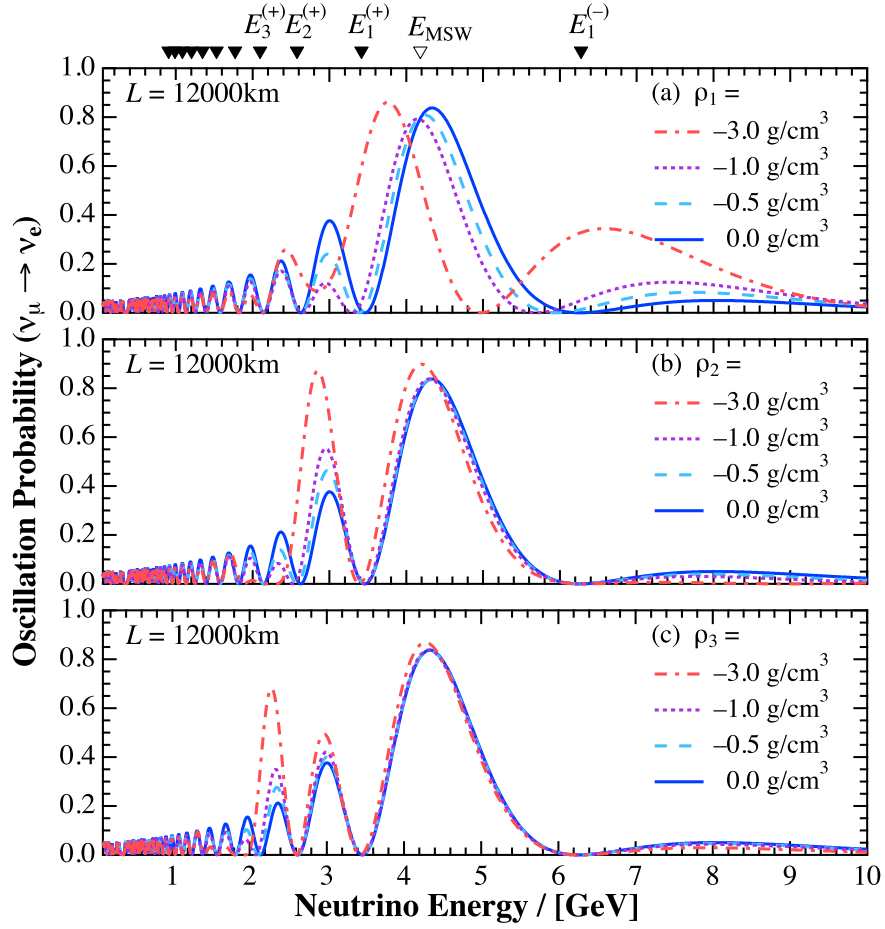 E₃⁽⁺⁾ E₂⁽⁺⁾ E₁⁽⁺⁾ E_MSW E₁⁽⁻⁾
Oscillation Probability (ν_μ → ν_e)
1.0
0.8
0.6
0.4
0.2
0.0
L = 12000km
(a) ρ₁ =
–3.0 g/cm³
–1.0 g/cm³
–0.5 g/cm³
0.0 g/cm³
1.0
0.8
0.6
0.4
0.2
0.0
L = 12000km
(b) ρ₂ =
–3.0 g/cm³
–1.0 g/cm³
–0.5 g/cm³
0.0 g/cm³
1.0
0.8
0.6
0.4
0.2
0.0
L = 12000km
(c) ρ₃ =
–3.0 g/cm³
–1.0 g/cm³
–0.5 g/cm³
0.0 g/cm³
1 2 3 4 5 6 7 8 9 10
Neutrino Energy / [GeV]